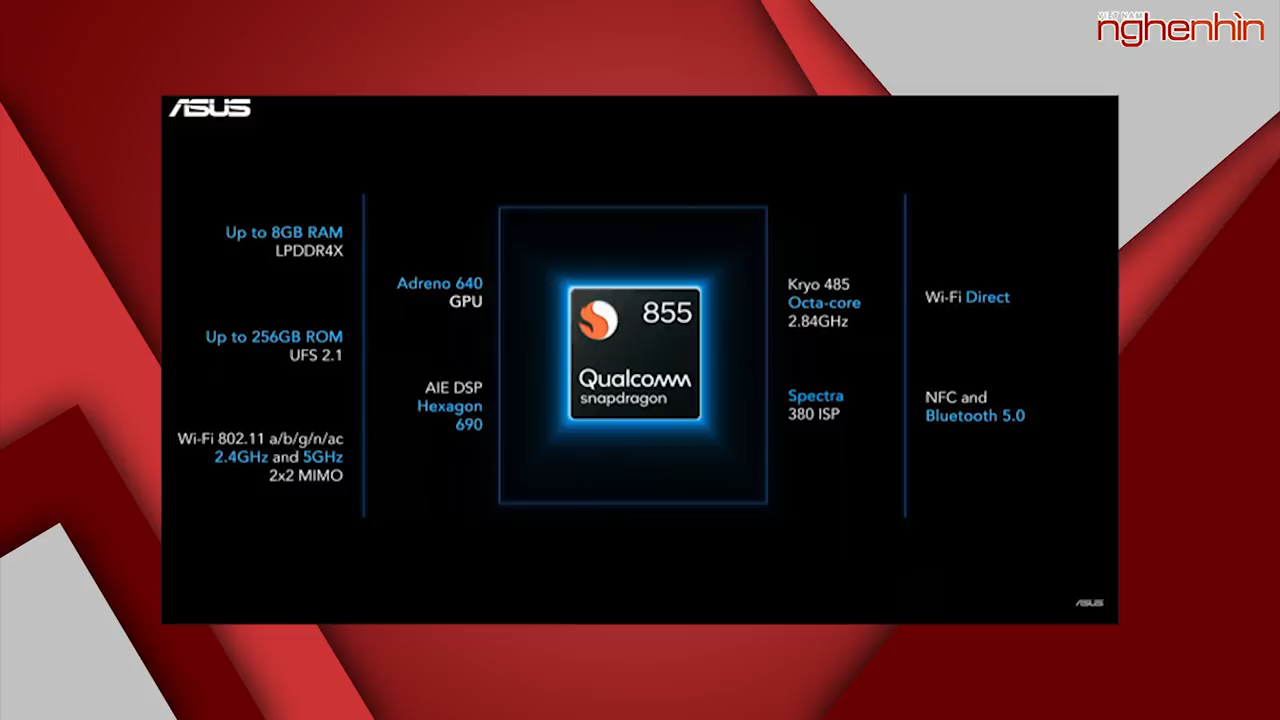 VIỆT NAM
nghenhìn
ASUS
Up to 8GB RAM
LPDDR4X
Up to 256GB ROM
UFS 2.1
Wi-Fi 802.11 a/b/g/n/ac
2.4GHz and 5GHz
2x2 MIMO
Adreno 640
GPU
AIE DSP
Hexagon
690
855
Qualcomm
snapdragon
Kryo 485
Octa-core
2.84GHz
Spectra
380 ISP
Wi-Fi Direct
NFC and
Bluetooth 5.0
ASUS